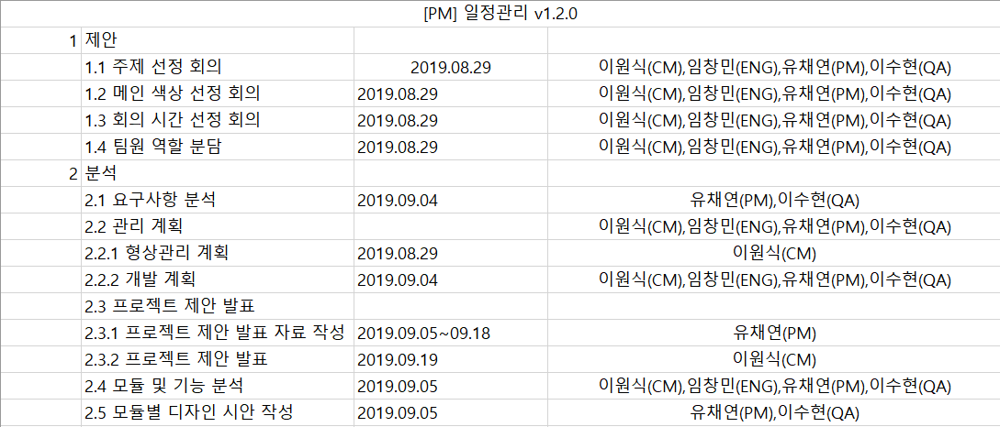 [PM] 일정관리 v1.2.0
1 제안
1.1 주제 선정 회의 2019.08.29 이원식(CM),임창민(ENG),유채연(PM),이수현(QA)
1.2 메인 색상 선정 회의 2019.08.29 이원식(CM),임창민(ENG),유채연(PM),이수현(QA)
1.3 회의 시간 선정 회의 2019.08.29 이원식(CM),임창민(ENG),유채연(PM),이수현(QA)
1.4 팀원 역할 분담 2019.08.29 이원식(CM),임창민(ENG),유채연(PM),이수현(QA)
2 분석
2.1 요구사항 분석 2019.09.04 유채연(PM),이수현(QA)
2.2 관리 계획 이원식(CM),임창민(ENG),유채연(PM),이수현(QA)
2.2.1 형상관리 계획 2019.08.29 이원식(CM)
2.2.2 개발 계획 2019.09.04 이원식(CM),임창민(ENG),유채연(PM),이수현(QA)
2.3 프로젝트 제안 발표
2.3.1 프로젝트 제안 발표 자료 작성 2019.09.05~09.18 유채연(PM)
2.3.2 프로젝트 제안 발표 2019.09.19 이원식(CM)
2.4 모듈 및 기능 분석 2019.09.05 이원식(CM),임창민(ENG),유채연(PM),이수현(QA)
2.5 모듈별 디자인 시안 작성 2019.09.05 유채연(PM),이수현(QA)